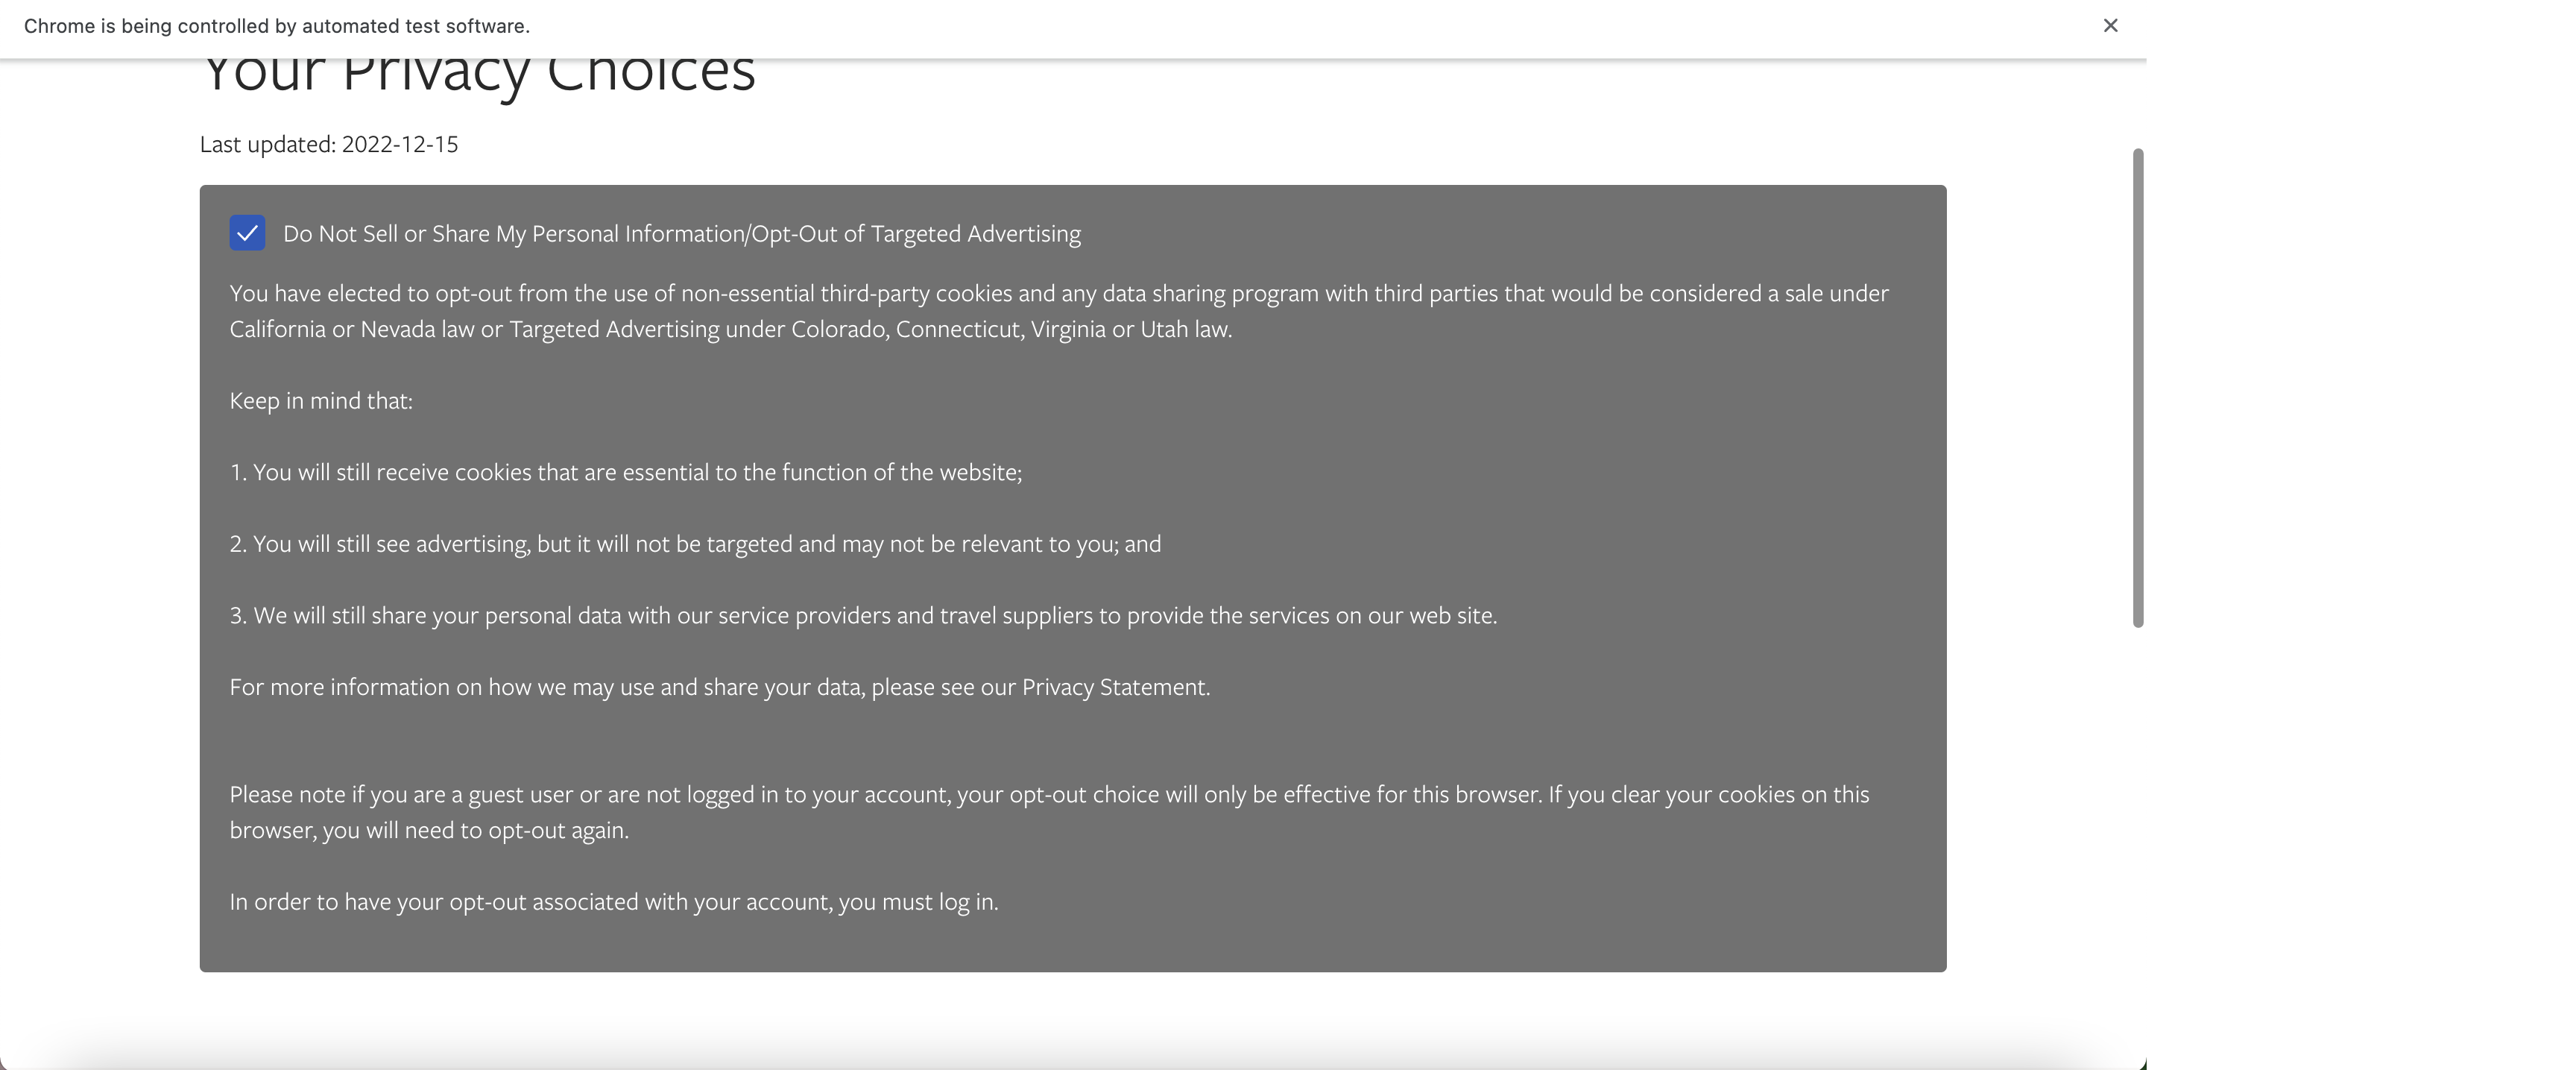 Chrome is being controlled by automated test software.
Your Privacy Choices
Last updated: 2022-12-15
Do Not Sell or Share My Personal Information/Opt-Out of Targeted Advertising
You have elected to opt-out from the use of non-essential third-party cookies and any data sharing program with third parties that would be considered a sale under
California or Nevada law or Targeted Advertising under Colorado, Connecticut, Virginia or Utah law.
Keep in mind that:
1. You will still receive cookies that are essential to the function of the website;
2. You will still see advertising, but it will not be targeted and may not be relevant to you; and
3. We will still share your personal data with our service providers and travel suppliers to provide the services on our web site.
For more information on how we may use and share your data, please see our Privacy Statement.
Please note if you are a guest user or are not logged in to your account, your opt-out choice will only be effective for this browser. If you clear your cookies on this
browser, you will need to opt-out again.
In order to have your opt-out associated with your account, you must log in.